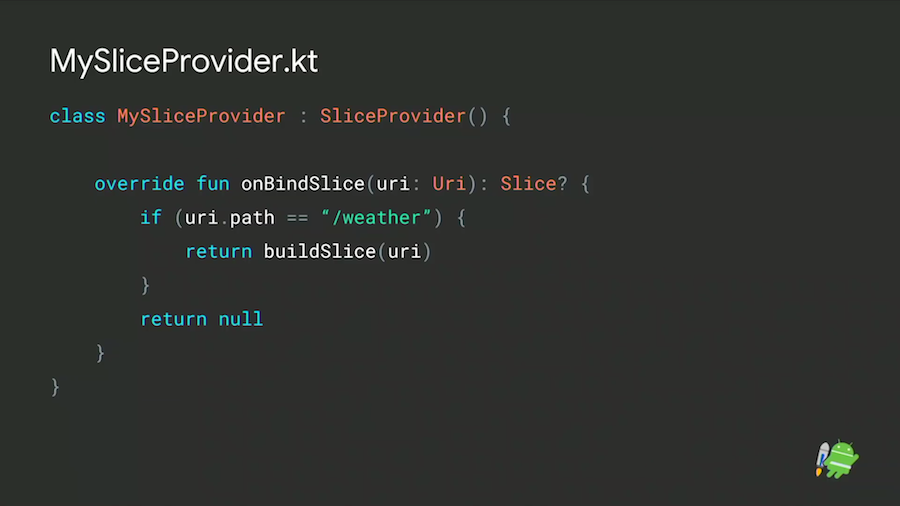 MySliceProvider.kt
class MySliceProvider : SliceProvider() {
override fun onBindSlice(uri: Uri): Slice? {
if (uri.path == “/weather”) {
return buildSlice(uri)
}
return null
}
}